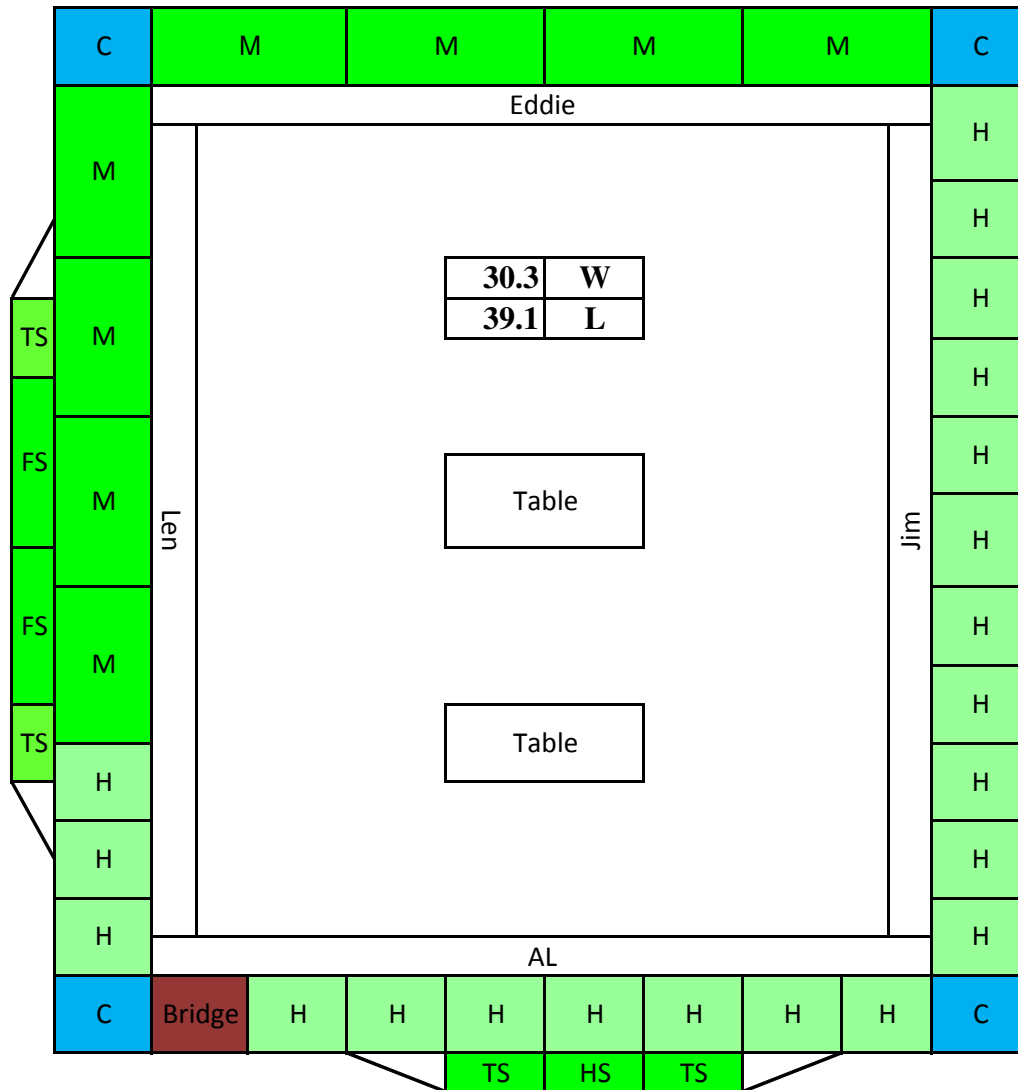 C M M M M C
Eddie
H
M
H
30.3 W
H
39.1 L
TS M
H
H
FS M Table
Len Jim H
FS M
H
H
TS Table
H H
H H
H H
AL
C Bridge H H H H H H H C
TS HS TS